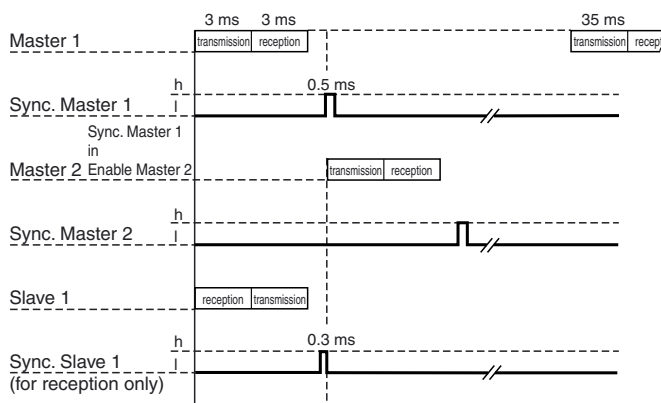 3 ms 3 ms 35 ms
Master 1 transmission reception transmission recept
h 0.5 ms
Sync. Master 1 l
Sync. Master 1
in
Master 2 Enable Master 2 transmission reception
h
Sync. Master 2 l
Slave 1 reception transmission
h 0.3 ms
Sync. Slave 1 l
(for reception only)